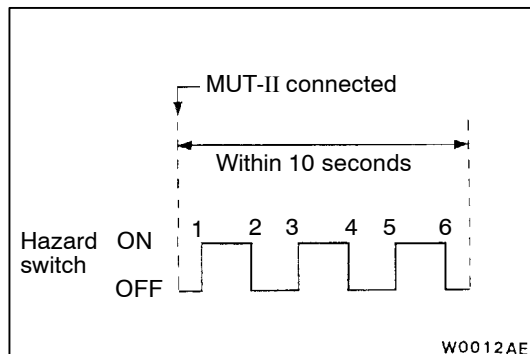 MUT-II connected
Within 10 seconds
1 2 3 4 5 6
Hazard ON
switch
OFF
W0012AE